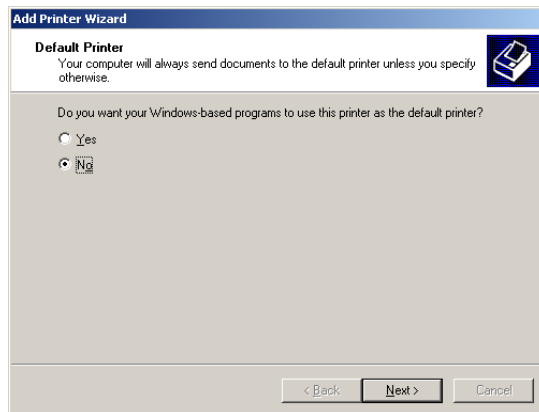 Add Printer Wizard
Default Printer
Your computer will always send documents to the default printer unless you specify
otherwise.
Do you want your Windows-based programs to use this printer as the default printer?
Yes
No
< Back
Next >
Cancel